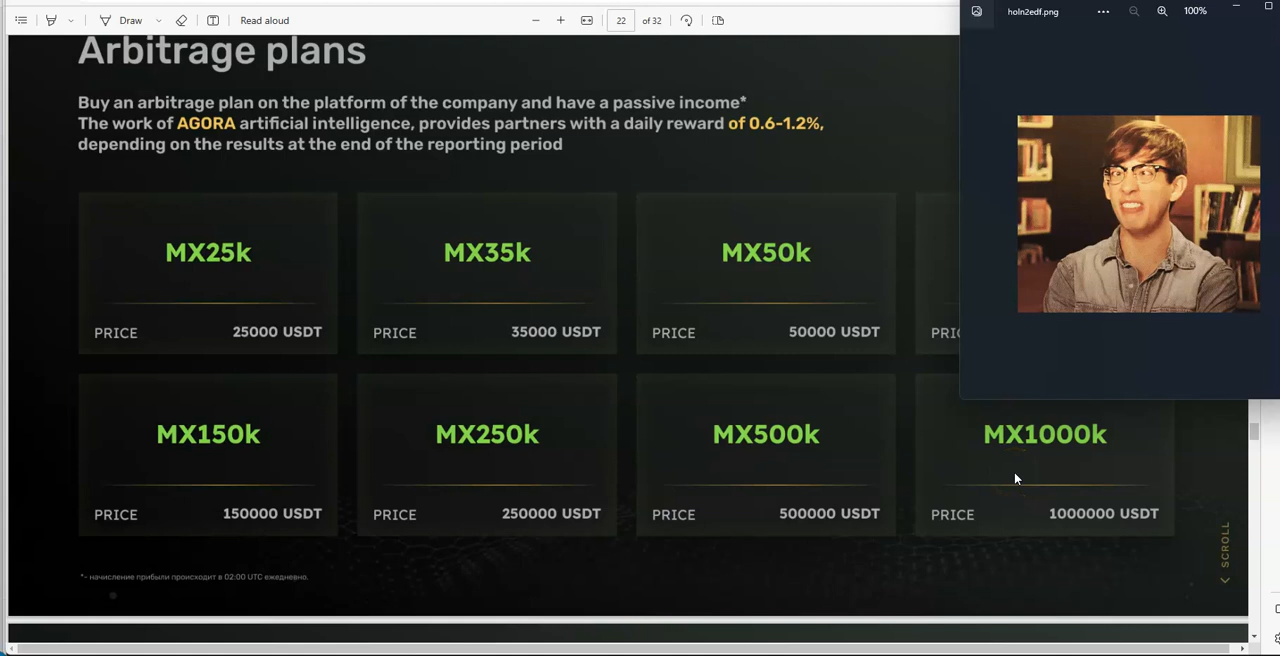 Draw
Read aloud
22 of 32
holn2edf.png
100%
Arbitrage plans
Buy an arbitrage plan on the platform of the company and have a passive income*
The work of AGORA artificial intelligence, provides partners with a daily reward of 0.6-1.2%,
depending on the results at the end of the reporting period
MX25k
PRICE 25000 USDT
MX35k
PRICE 35000 USDT
MX50k
PRICE 50000 USDT
MX150k
PRICE 150000 USDT
MX250k
PRICE 250000 USDT
MX500k
PRICE 500000 USDT
MX1000k
PRICE 1000000 USDT
*- начисление прибыли происходит в 02:00 UTC ежедневно.
SCROLL